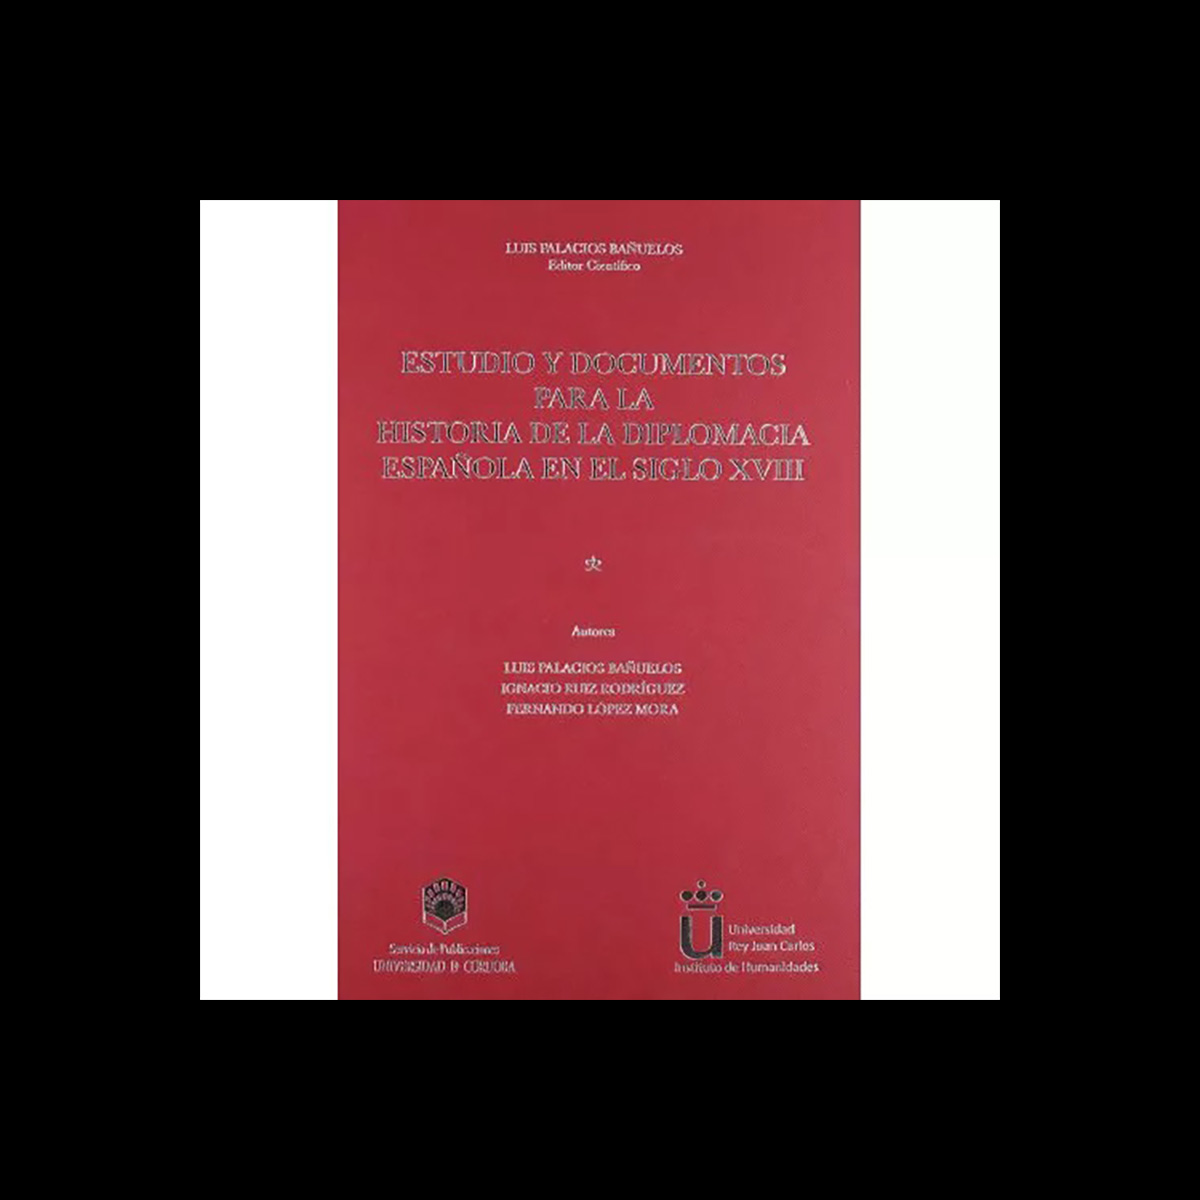 LUIS PALACIOS BAÑUELOS
Editor Científico
ESTUDIO Y DOCUMENTOS
PARA LA
HISTORIA DE LA DIPLOMACIA
ESPAÑOLA EN EL SIGLO XVIII
Autores
LUIS PALACIOS BAÑUELOS
IGNACIO RUIZ RODRÍGUEZ
FERNANDO LÓPEZ MORA
Servicio de Publicaciones
UNIVERSIDAD DE CÓRDOBA
Universidad
Rey Juan Carlos
Instituto de Humanidades